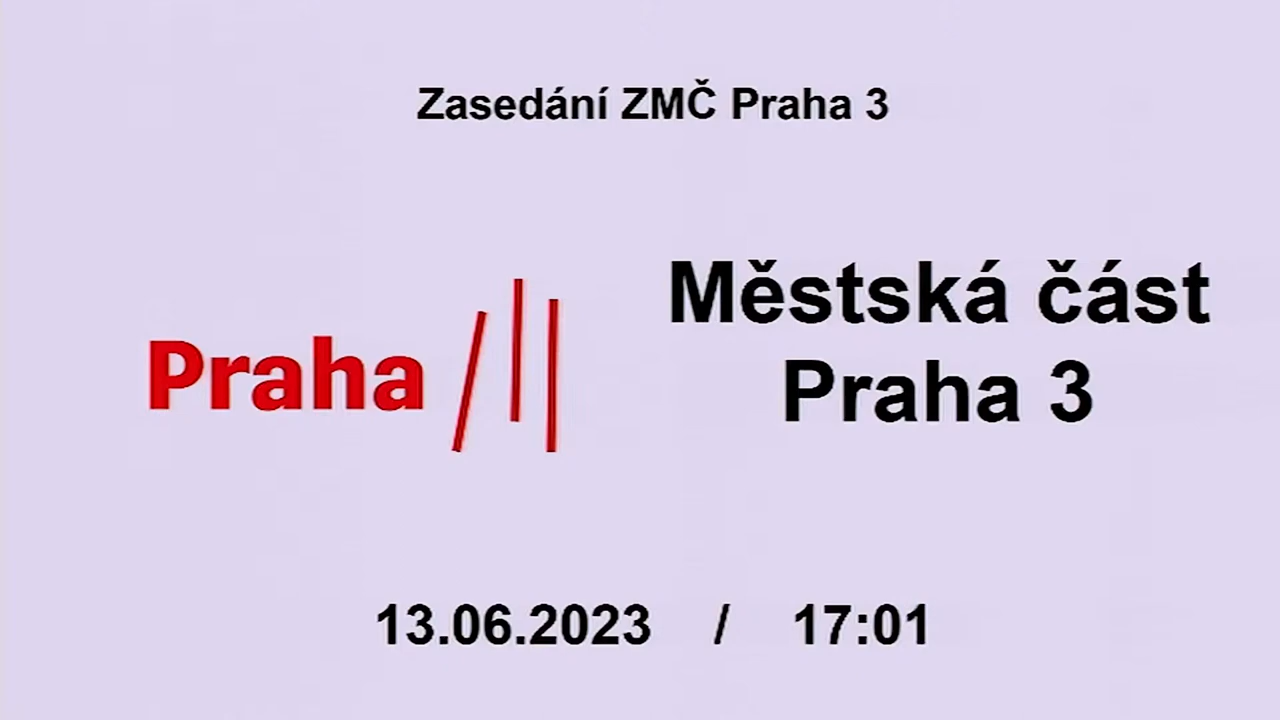 Zasedání ZMČ Praha 3
Praha
Městská část
Praha 3
13.06.2023 / 17:01